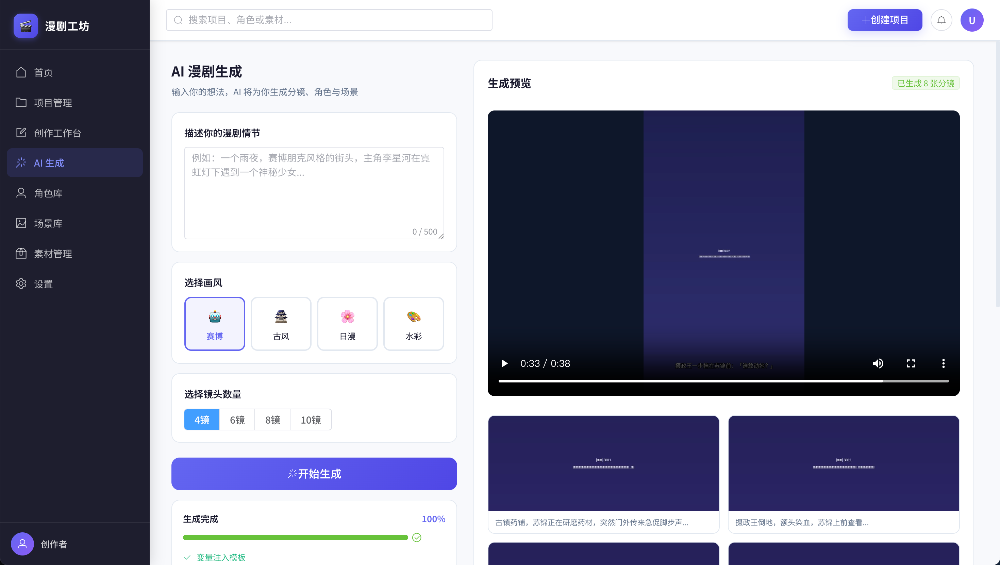 漫剧工坊
首页
项目管理
创作工作台
AI 生成
角色库
场景库
素材管理
设置
创作者
搜索项目、角色或素材...
创建项目
U
AI 漫剧生成
输入你的想法，AI 将为你生成分镜、角色与场景
描述你的漫剧情节
例如：一个雨夜，赛博朋克风格的街头，主角李星河在霓
虹灯下遇到一个神秘少女...
0 / 500
选择画风
赛博
古风
日漫
水彩
选择镜头数量
4镜
6镜
8镜
10镜
开始生成
生成完成
100%
变量注入模板
生成预览
已生成 8 张分镜
S007
摄政王一步挡在苏锦前：「谁敢动她？」
0:33 / 0:38
S001
古镇药铺，苏锦正在研磨药材，突然门外传来急促脚步声...
S002
摄政王倒地，额头染血，苏锦上前查看...